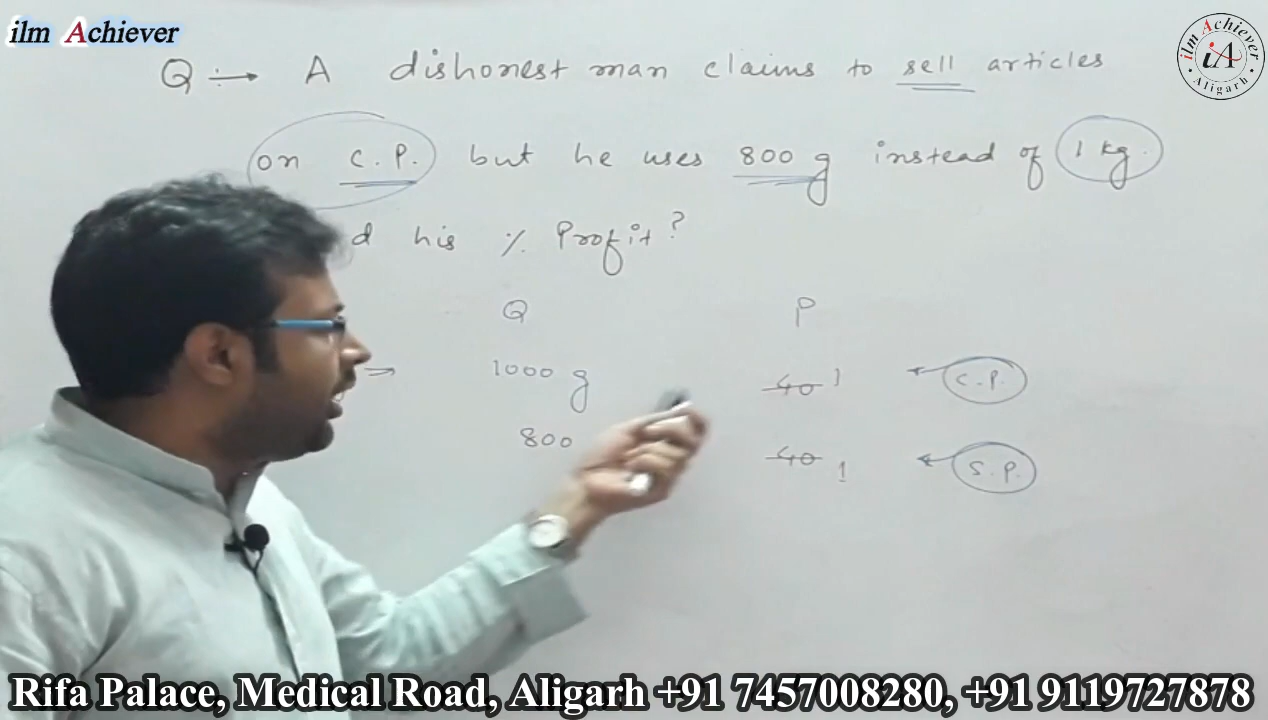 ilm Achiever
Q :→ A dishonest man claims to sell articles
on C.P. but he uses 800 g instead of 1 kg.
d his % Profit?
Q P
→ 1000 g 40 1 ← C.P.
800 40 1 ← S.P.
ilm Achiever
iA
Aligarh
Rifa Palace, Medical Road, Aligarh +91 7457008280, +91 9119727878